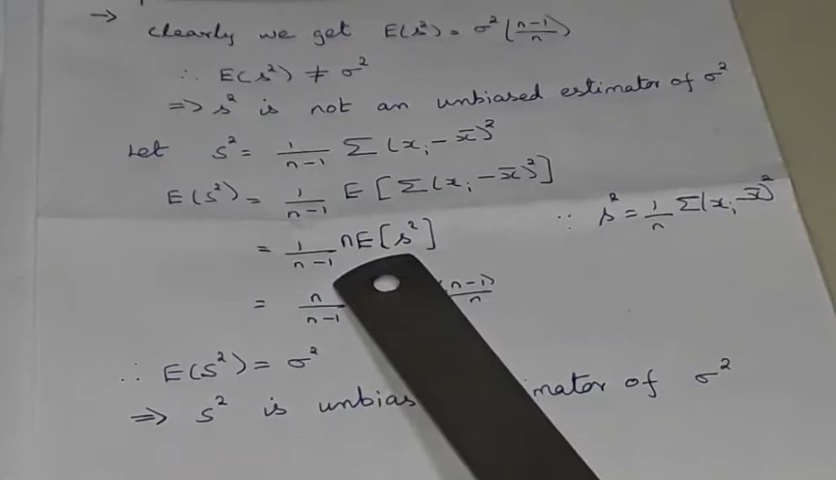 → clearly we get E(s²) = σ² (n-1/n)
∴ E(s²) ≠ σ²
⇒ s² is not an unbiased estimator of σ²
Let S² = 1/n-1 Σ(xᵢ - x̄)²
E(S²) = 1/n-1 E[Σ(xᵢ - x̄)²]
= 1/n-1 nE[s²] ∵ s² = 1/n Σ(xᵢ - x̄)²
= n/n-1 (n-1)/n
∴ E(S²) = σ²
⇒ S² is unbias mator of σ²